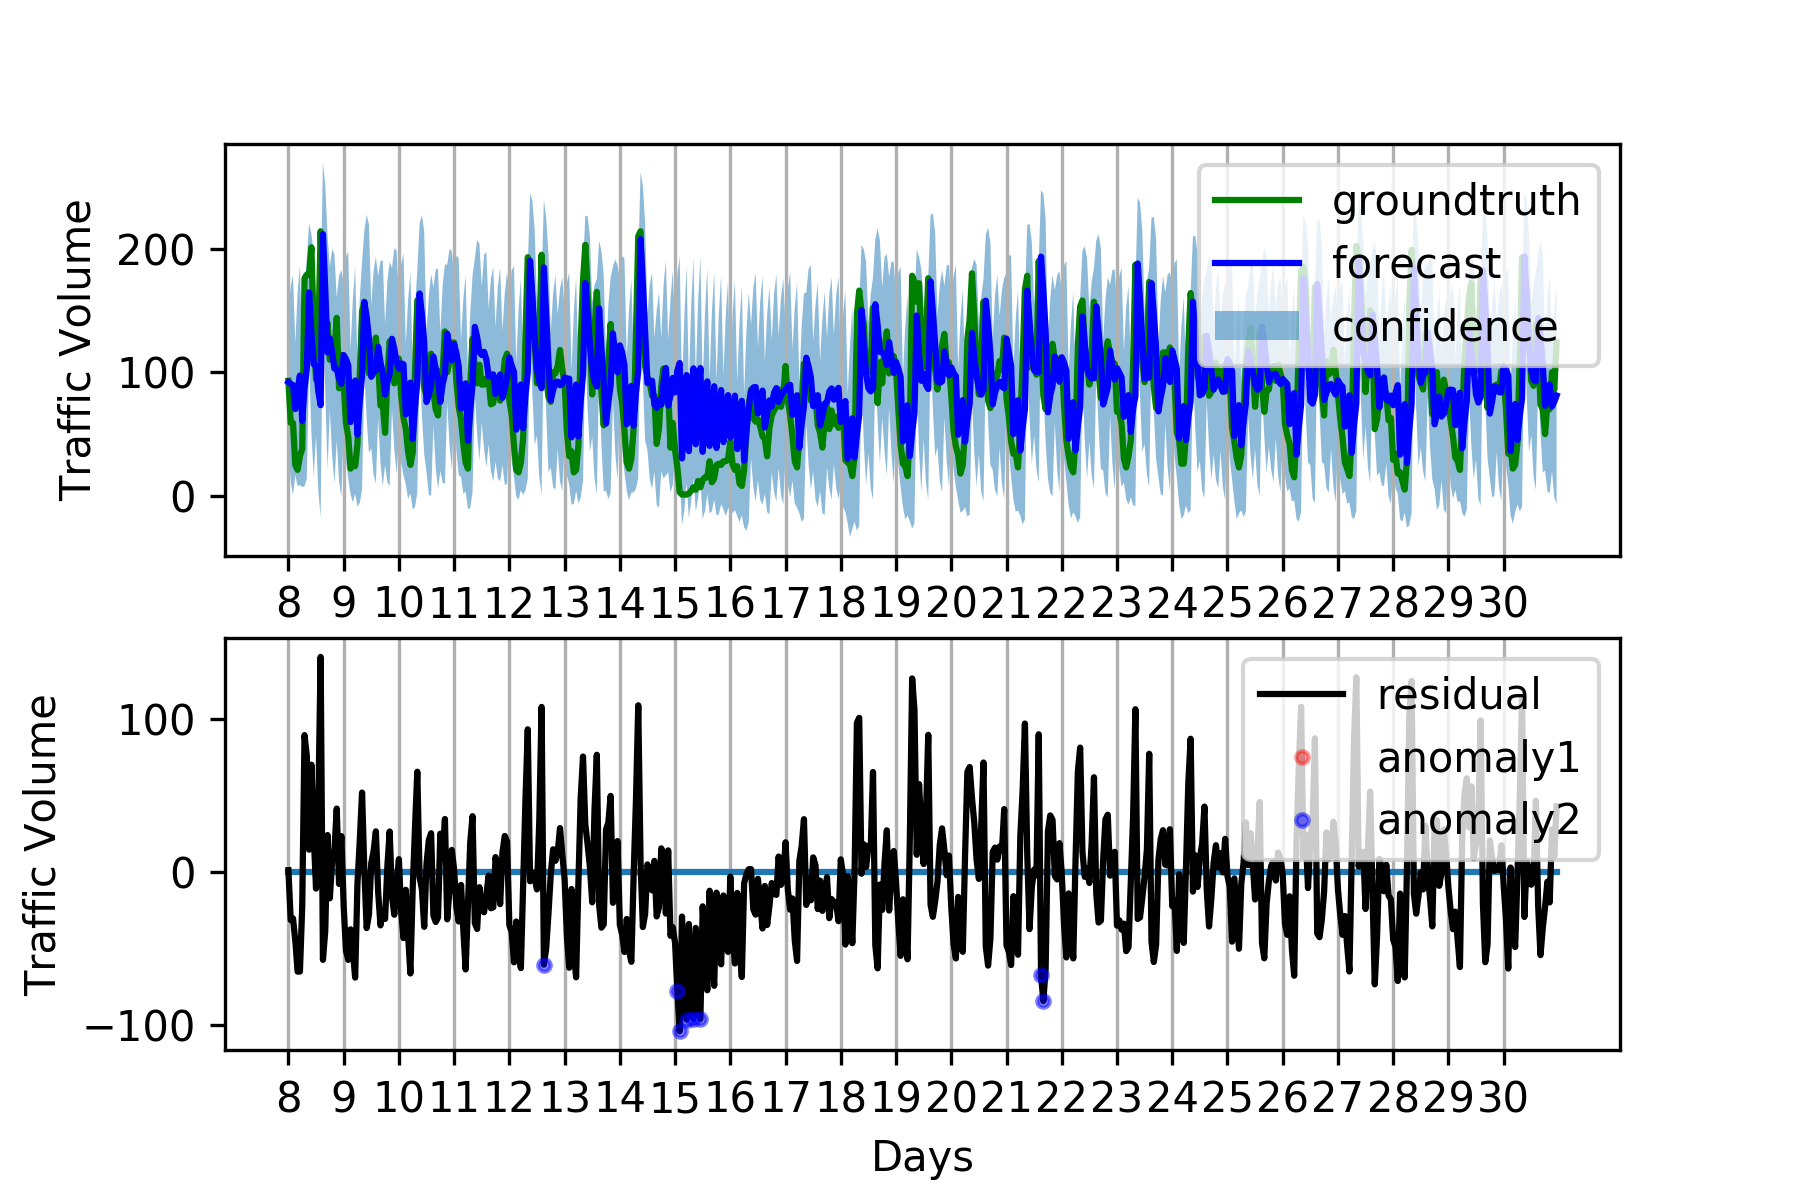 Traffic Volume
200
100
0
groundtruth
forecast
confidence
8 9 10 11 12 13 14 15 16 17 18 19 20 21 22 23 24 25 26 27 28 29 30
Traffic Volume
100
0
−100
residual
anomaly1
anomaly2
8 9 10 11 12 13 14 15 16 17 18 19 20 21 22 23 24 25 26 27 28 29 30
Days